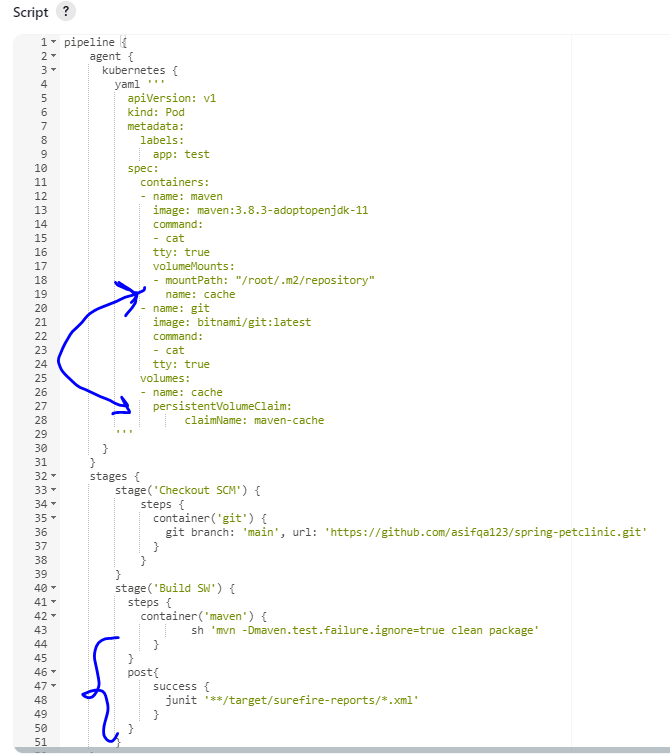 Script ?
1 pipeline {
2 agent {
3 kubernetes {
4 yaml '''
5 apiVersion: v1
6 kind: Pod
7 metadata:
8 labels:
9 app: test
10 spec:
11 containers:
12 - name: maven
13 image: maven:3.8.3-adoptopenjdk-11
14 command:
15 - cat
16 tty: true
17 volumeMounts:
18 - mountPath: "/root/.m2/repository"
19 name: cache
20 - name: git
21 image: bitnami/git:latest
22 command:
23 - cat
24 tty: true
25 volumes:
26 - name: cache
27 persistentVolumeClaim:
28 claimName: maven-cache
29 '''
30 }
31 }
32 stages {
33 stage('Checkout SCM') {
34 steps {
35 container('git') {
36 git branch: 'main', url: 'https://github.com/asifqa123/spring-petclinic.git'
37 }
38 }
39 }
40 stage('Build SW') {
41 steps {
42 container('maven') {
43 sh 'mvn -Dmaven.test.failure.ignore=true clean package'
44 }
45 }
46 post{
47 success {
48 junit '**/target/surefire-reports/*.xml'
49 }
50 }
51 }